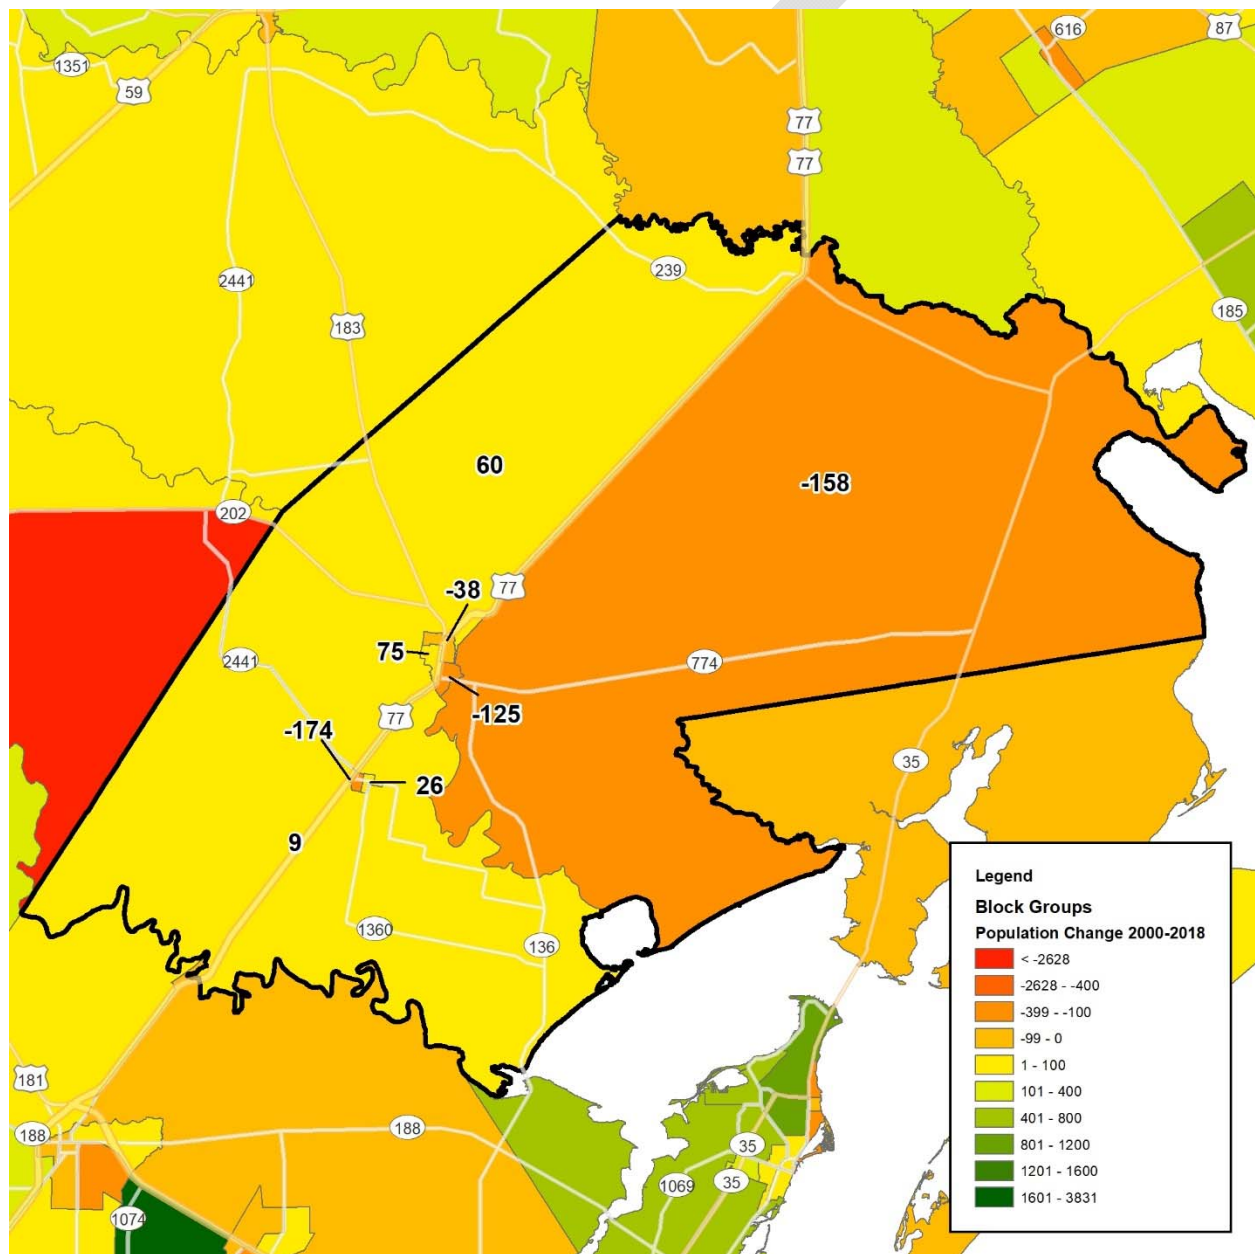 616
87
1351
59
77
77
239
2441
185
183
60
-158
202
77
-38
75
2441
774
-125
77
-174
35
26
9
1360
136
181
188
188
35
1069
35
1074
Legend
Block Groups
Population Change 2000-2018
< -2628
-2628 - -400
-399 - -100
-99 - 0
1 - 100
101 - 400
401 - 800
801 - 1200
1201 - 1600
1601 - 3831